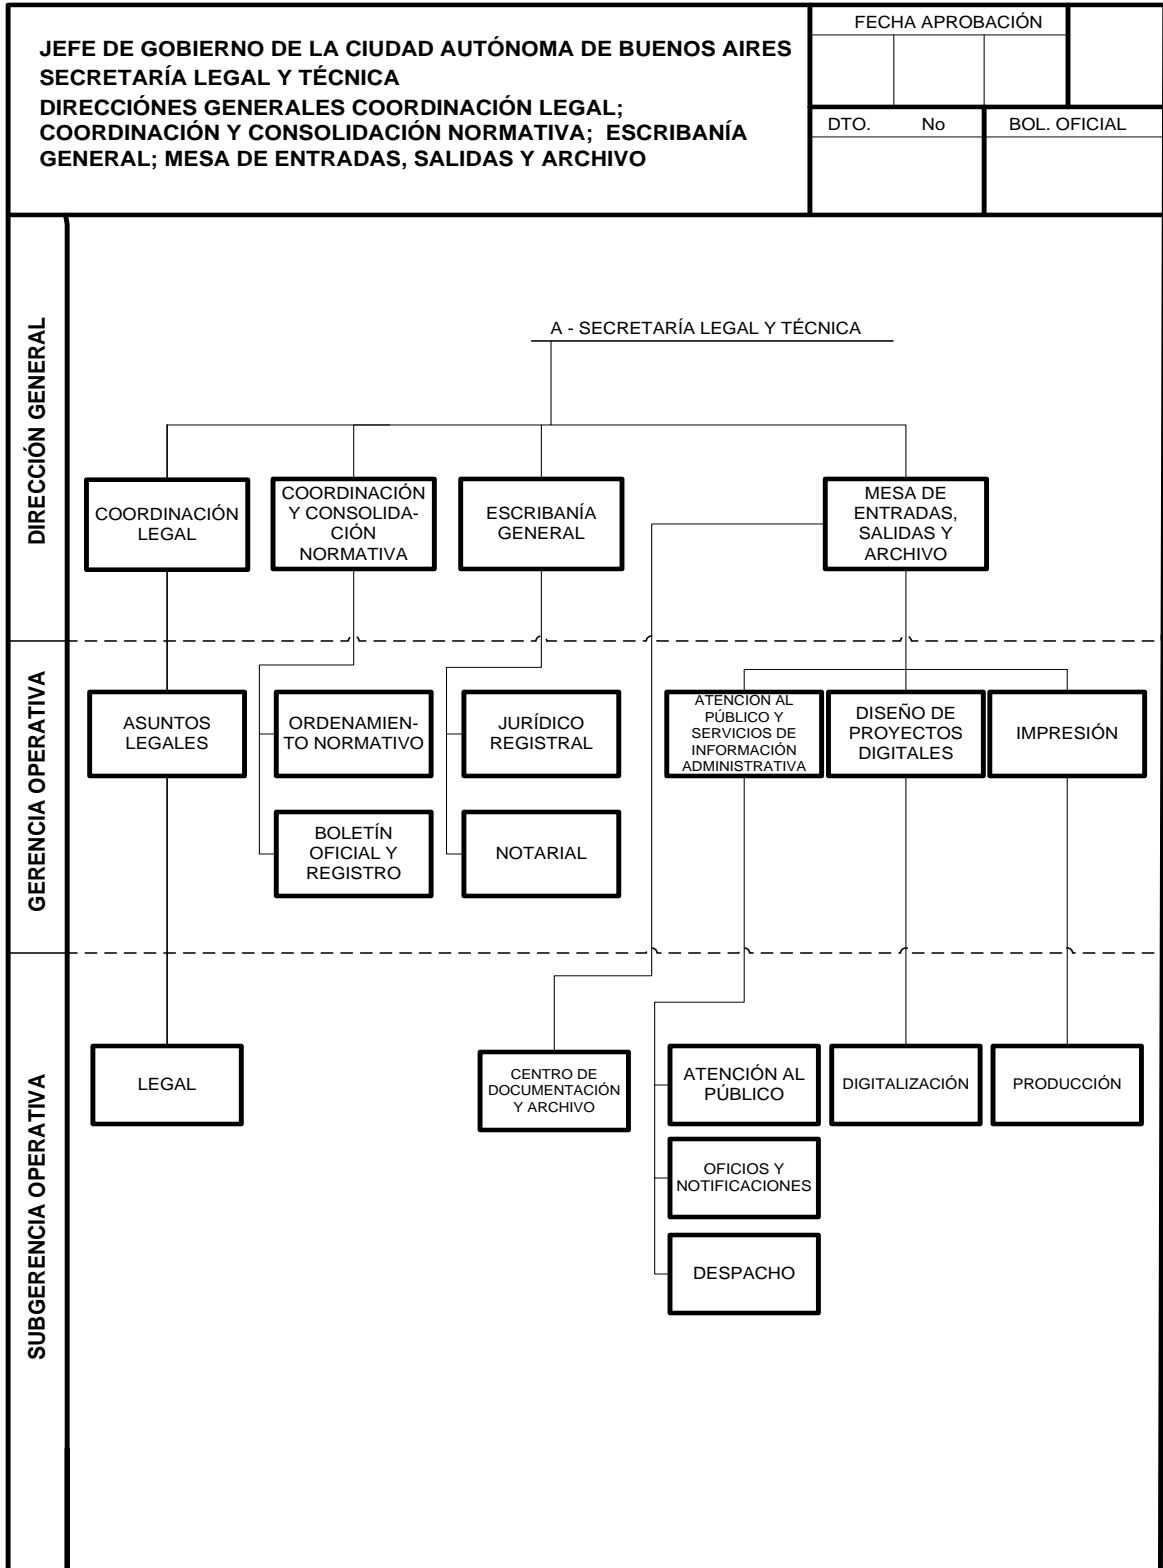 JEFE DE GOBIERNO DE LA CIUDAD AUTÓNOMA DE BUENOS AIRES
SECRETARÍA LEGAL Y TÉCNICA
DIRECCIÓNES GENERALES COORDINACIÓN LEGAL;
COORDINACIÓN Y CONSOLIDACIÓN NORMATIVA; ESCRIBANÍA
GENERAL; MESA DE ENTRADAS, SALIDAS Y ARCHIVO
FECHA APROBACIÓN
DTO. No
BOL. OFICIAL
DIRECCIÓN GENERAL
A - SECRETARÍA LEGAL Y TÉCNICA
COORDINACIÓN
LEGAL
COORDINACIÓN
Y CONSOLIDA-
CIÓN
NORMATIVA
ESCRIBANÍA
GENERAL
MESA DE
ENTRADAS,
SALIDAS Y
ARCHIVO
GERENCIA OPERATIVA
ASUNTOS
LEGALES
ORDENAMIEN-
TO NORMATIVO
JURÍDICO
REGISTRAL
ATENCIÓN AL
PÚBLICO Y
SERVICIOS DE
INFORMACIÓN
ADMINISTRATIVA
DISEÑO DE
PROYECTOS
DIGITALES
IMPRESIÓN
BOLETÍN
OFICIAL Y
REGISTRO
NOTARIAL
SUBGERENCIA OPERATIVA
LEGAL
CENTRO DE
DOCUMENTACIÓN
Y ARCHIVO
ATENCIÓN AL
PÚBLICO
DIGITALIZACIÓN
PRODUCCIÓN
OFICIOS Y
NOTIFICACIONES
DESPACHO